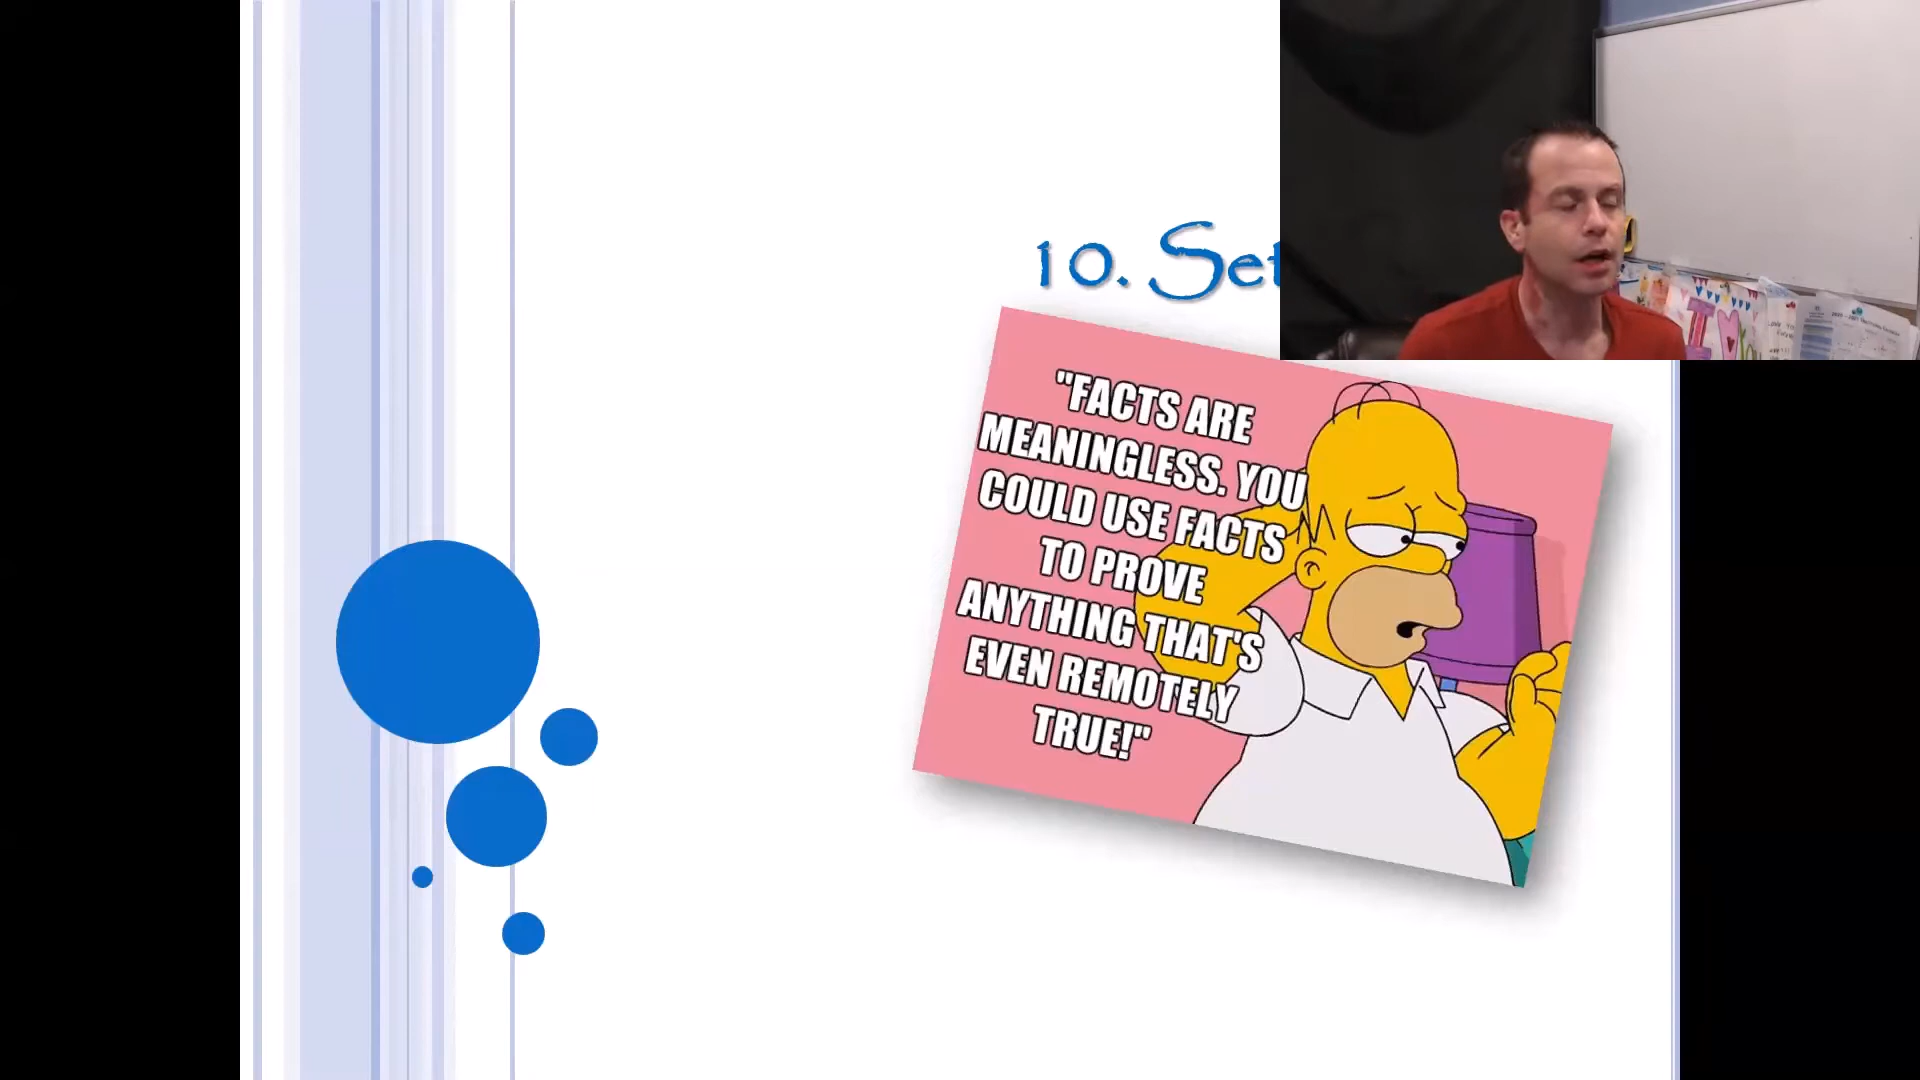 10. Set
"FACTS ARE
MEANINGLESS. YOU
COULD USE FACTS
TO PROVE
ANYTHING THAT'S
EVEN REMOTELY
TRUE!"